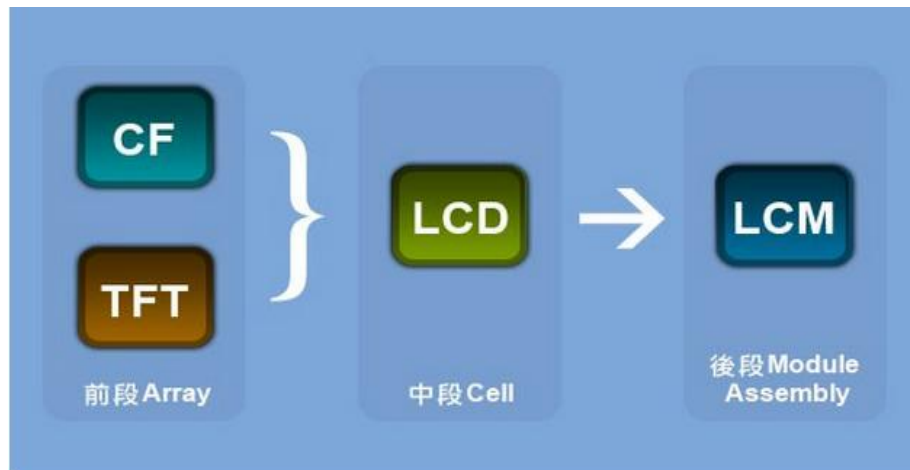 CF
TFT
前段Array
LCD
中段Cell
LCM
後段Module
Assembly